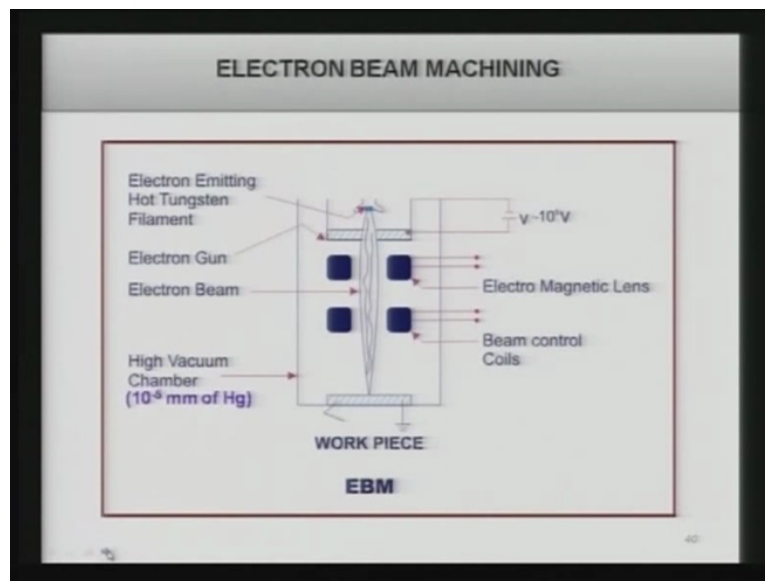 ELECTRON BEAM MACHINING
Electron Emitting
Hot Tungsten
Filament
Electron Gun
Electron Beam
High Vacuum
Chamber
(10⁻⁵ mm of Hg)
Electro Magnetic Lens
Beam control
Coils
WORK PIECE
EBM
40